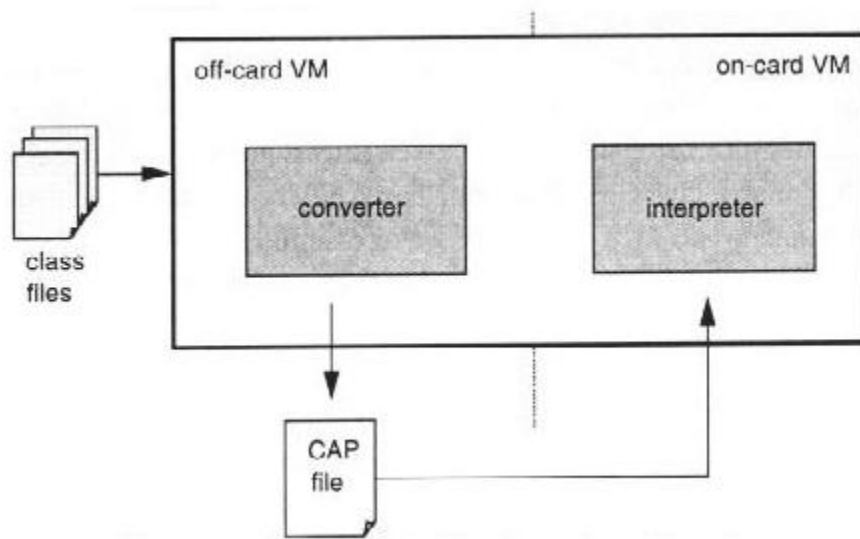 off-card VM
on-card VM
converter
interpreter
class
files
CAP
file